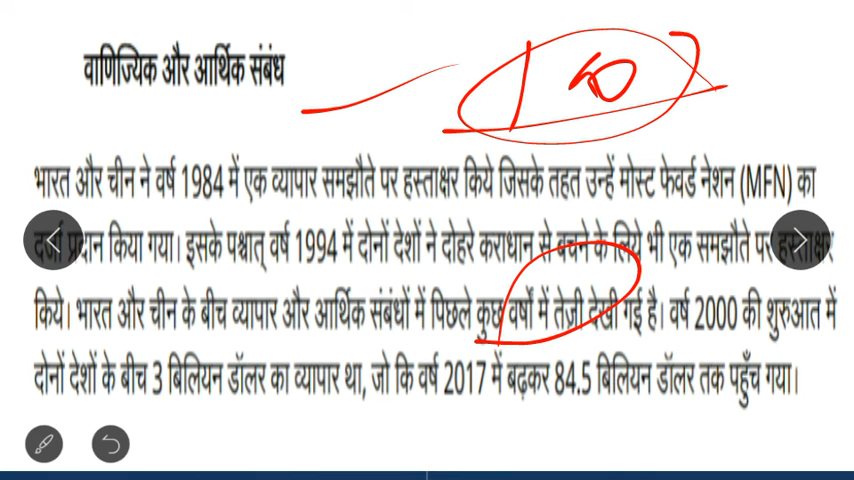 वाणिज्यिक और आर्थिक संबंध
भारत और चीन ने वर्ष 1984 में एक व्यापार समझौते पर हस्ताक्षर किये जिसके तहत उन्हें मोस्ट फेवर्ड नेशन (MFN) का
दर्जा प्रदान किया गया। इसके पश्चात् वर्ष 1994 में दोनों देशों ने दोहरे कराधान से बचने के लिये भी एक समझौते पर हस्ताक्षर
किये। भारत और चीन के बीच व्यापार और आर्थिक संबंधों में पिछले कुछ वर्षों में तेज़ी देखी गई है। वर्ष 2000 की शुरुआत में
दोनों देशों के बीच 3 बिलियन डॉलर का व्यापार था, जो कि वर्ष 2017 में बढ़कर 84.5 बिलियन डॉलर तक पहुँच गया।